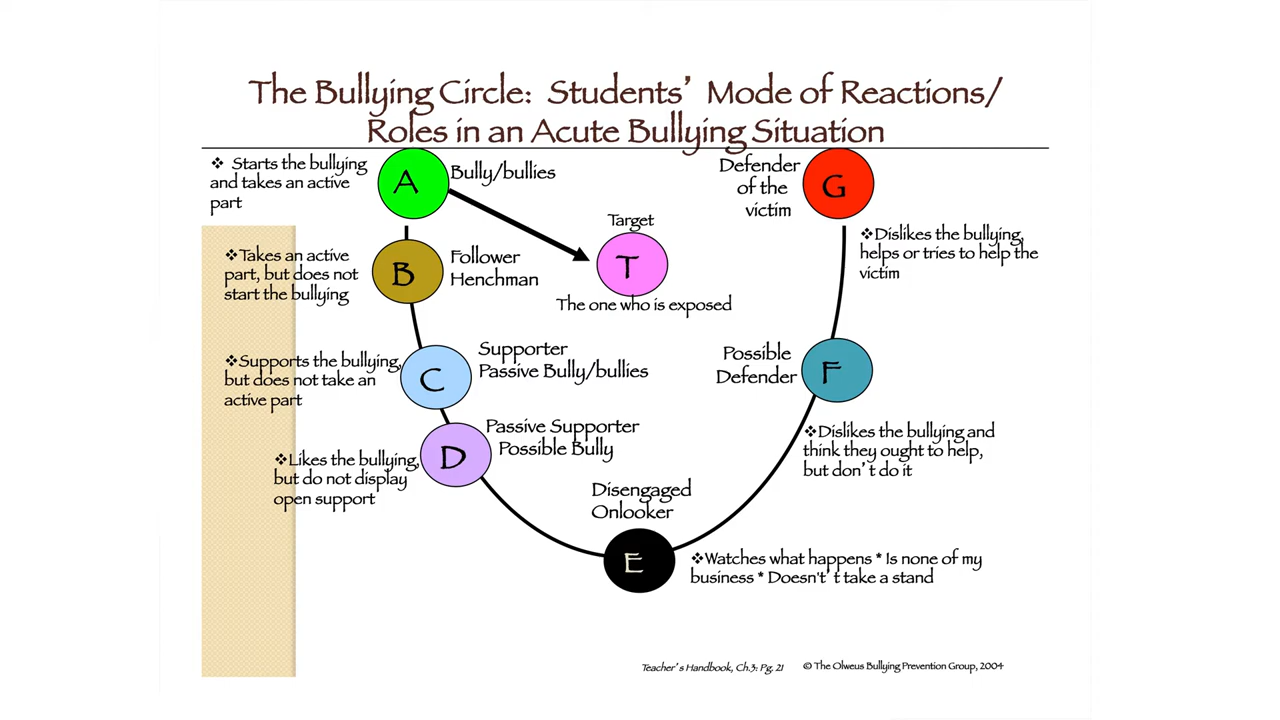 The Bullying Circle: Students’ Mode of Reactions/
Roles in an Acute Bullying Situation
❖ Starts the bullying
and takes an active
part
A
Bully/bullies
Defender
of the
victim
G
Target
T
The one who is exposed
❖Dislikes the bullying,
helps or tries to help the
victim
❖Takes an active
part, but does not
start the bullying
B
Follower
Henchman
❖Supports the bullying,
but does not take an
active part
C
Supporter
Passive Bully/bullies
Possible
Defender
F
❖Likes the bullying,
but do not display
open support
D
Passive Supporter
Possible Bully
❖Dislikes the bullying and
think they ought to help,
but don’t do it
Disengaged
Onlooker
E
❖Watches what happens * Is none of my
business * Doesn't’t take a stand
Teacher’s Handbook, Ch.3: Pg. 21
© The Olweus Bullying Prevention Group, 2004